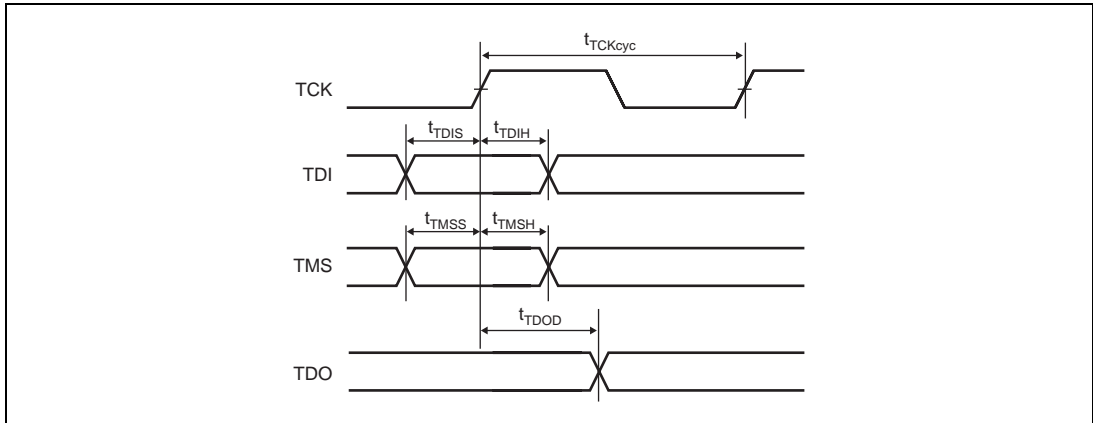 tTCKcyc
TCK
tTDIS tTDIH
TDI
tTMSS tTMSH
TMS
tTDOD
TDO